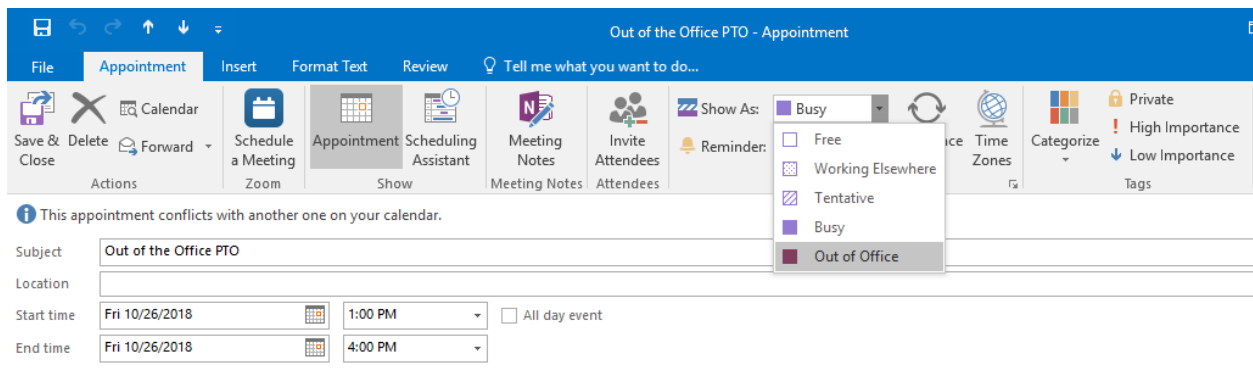 Out of the Office PTO - Appointment
File Appointment Insert Format Text Review Tell me what you want to do...
Save & Close
Delete
Calendar
Forward
Actions
Schedule a Meeting
Zoom
Appointment
Scheduling Assistant
Show
Meeting Notes
Meeting Notes
Invite Attendees
Attendees
Show As: Busy
Reminder:
Free
Working Elsewhere
Tentative
Busy
Out of Office
Time Zones
Categorize
Private
High Importance
Low Importance
Tags
This appointment conflicts with another one on your calendar.
Subject Out of the Office PTO
Location
Start time Fri 10/26/2018 1:00 PM All day event
End time Fri 10/26/2018 4:00 PM